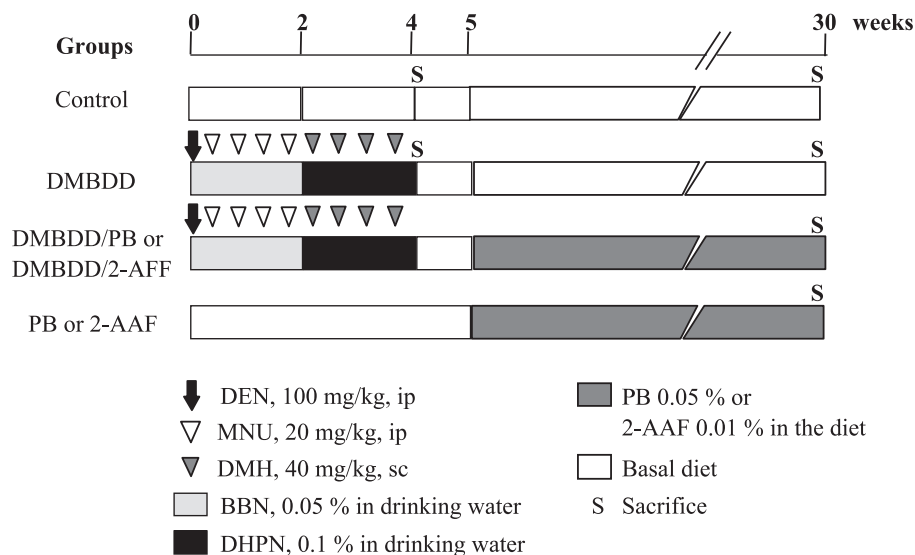 0 2 4 5 30 weeks
Groups
S S
Control
S S
DMBDD
S
DMBDD/PB or
DMBDD/2-AFF
S
PB or 2-AAF
DEN, 100 mg/kg, ip
MNU, 20 mg/kg, ip
DMH, 40 mg/kg, sc
BBN, 0.05 % in drinking water
DHPN, 0.1 % in drinking water
PB 0.05 % or
2-AAF 0.01 % in the diet
Basal diet
S Sacrifice